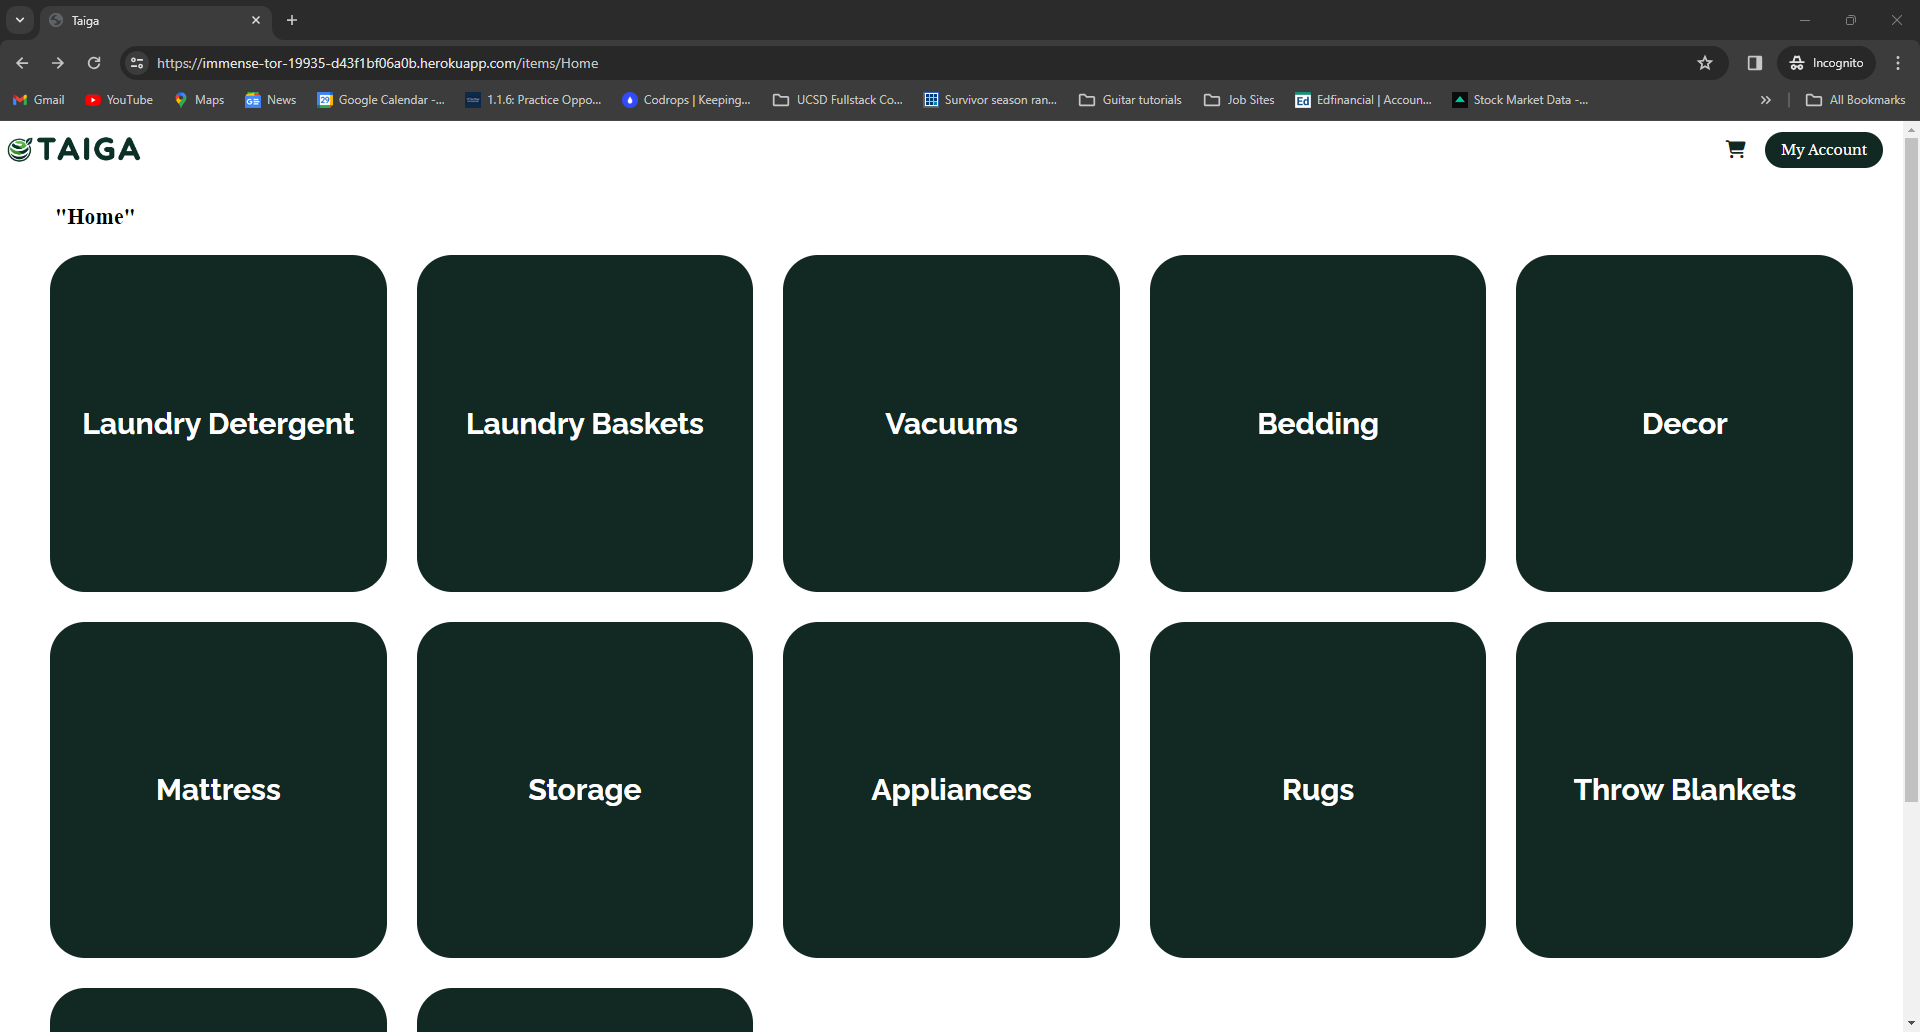 Taiga
https://immense-tor-19935-d43f1bf06a0b.herokuapp.com/items/Home
Incognito
Gmail
YouTube
Maps
News
Google Calendar -...
1.1.6: Practice Oppo...
Codrops | Keeping...
UCSD Fullstack Co...
Survivor season ran...
Guitar tutorials
Job Sites
Edfinancial | Accoun...
Stock Market Data -...
All Bookmarks
TAIGA
My Account
"Home"
Laundry Detergent
Laundry Baskets
Vacuums
Bedding
Decor
Mattress
Storage
Appliances
Rugs
Throw Blankets